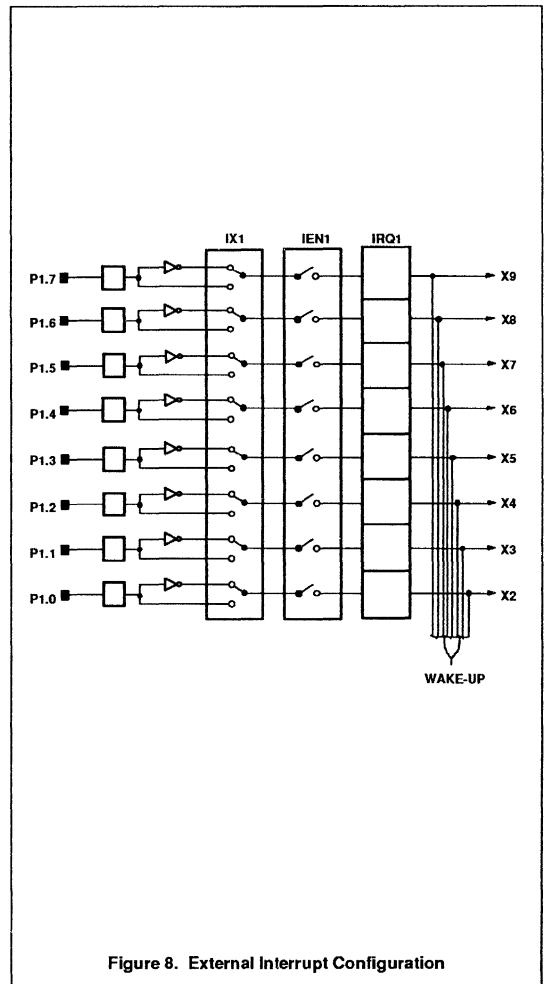 IX1 IEN1 IRQ1
P1.7 X9
P1.6 X8
P1.5 X7
P1.4 X6
P1.3 X5
P1.2 X4
P1.1 X3
P1.0 X2
WAKE-UP
Figure 8. External Interrupt Configuration